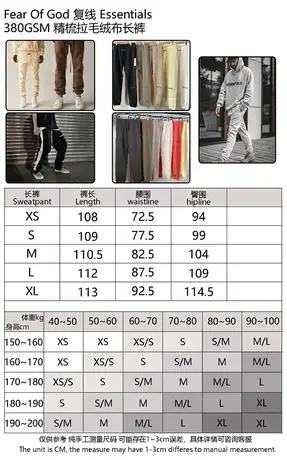 Fear Of God 复线 Essentials
380GSM 精梳拉毛绒布长裤
长裤 裤长 腰围 臀围
Sweatpant Length waistline hipline
XS 108 72.5 94
S 109 77.5 99
M 110.5 82.5 104
L 112 87.5 109
XL 113 92.5 114.5
体重kg
身高cm 40~50 50~60 60~70 70~80 80~90 90~100
150~160 XS XS XS/S S S/M M/L
160~170 XS XS/S S S/M M M/L
170~180 XS/S S S/M M M/L L
180~190 S S/M M M/L L XL
190~200 S/M M M/L L XL XL
仅供参考 纯手工测量尺码 可能存在1~3cm误差，具体详情可咨询客服
The unit is CM, the measure may have 1-3cm differes to manual measurement.